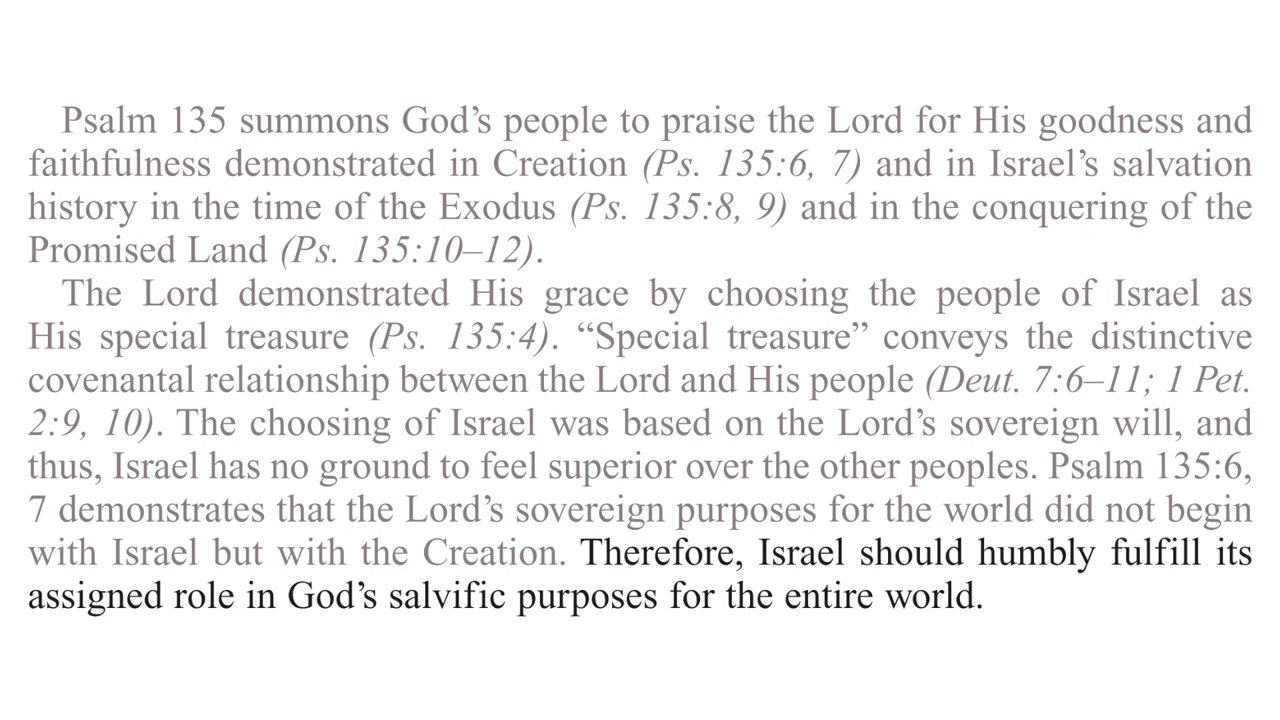 Psalm 135 summons God’s people to praise the Lord for His goodness and
faithfulness demonstrated in Creation (Ps. 135:6, 7) and in Israel’s salvation
history in the time of the Exodus (Ps. 135:8, 9) and in the conquering of the
Promised Land (Ps. 135:10–12).
The Lord demonstrated His grace by choosing the people of Israel as
His special treasure (Ps. 135:4). “Special treasure” conveys the distinctive
covenantal relationship between the Lord and His people (Deut. 7:6–11; 1 Pet.
2:9, 10). The choosing of Israel was based on the Lord’s sovereign will, and
thus, Israel has no ground to feel superior over the other peoples. Psalm 135:6,
7 demonstrates that the Lord’s sovereign purposes for the world did not begin
with Israel but with the Creation. Therefore, Israel should humbly fulfill its
assigned role in God’s salvific purposes for the entire world.